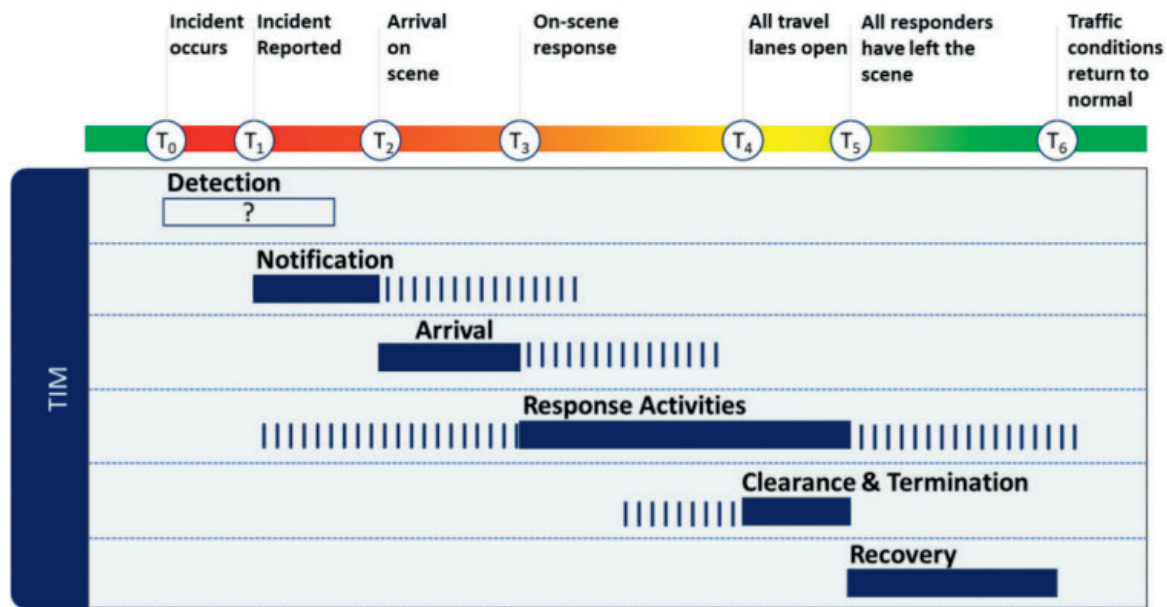 Incident
occurs
Incident
Reported
Arrival
on
scene
On-scene
response
All travel
lanes open
All responders
have left the
scene
Traffic
conditions
return to
normal
T0
T1
T2
T3
T4
T5
T6
TIM
Detection
?
Notification
Arrival
Response Activities
Clearance & Termination
Recovery